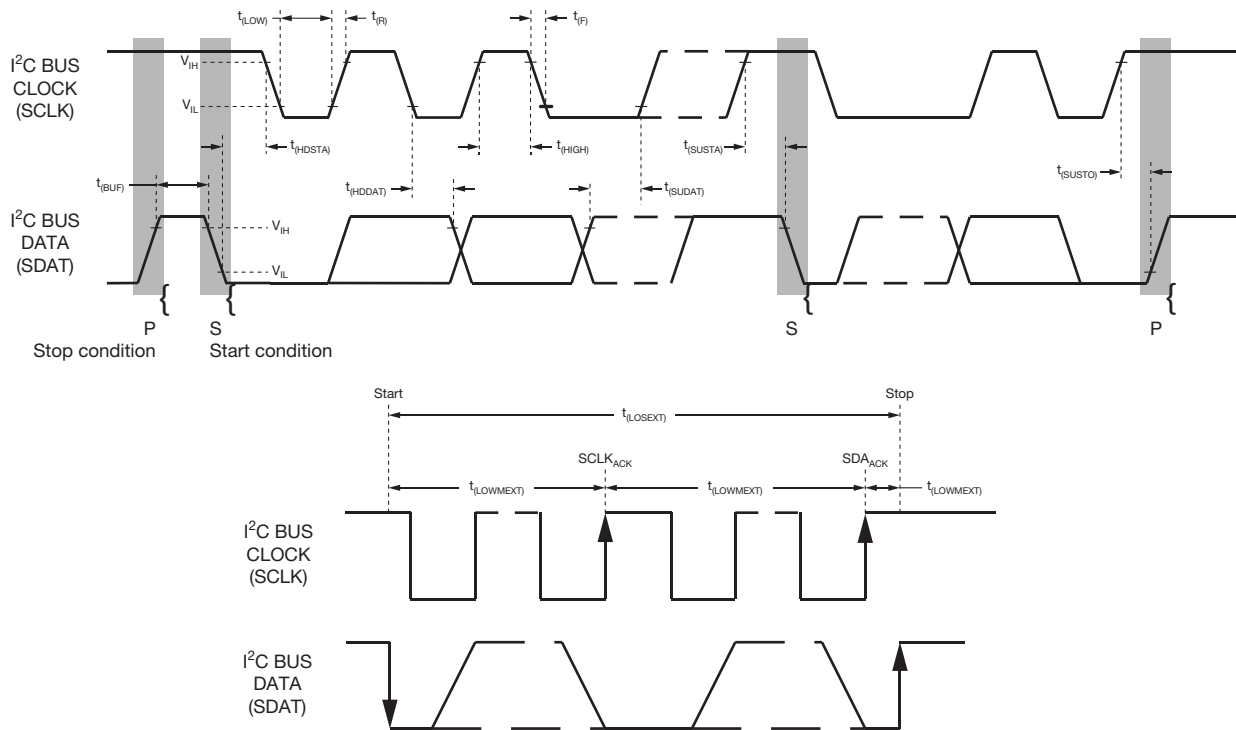 t(LOW) t(R) t(F)
I²C BUS
CLOCK
(SCLK)
VIH
VIL
t(HDSTA) t(HIGH) t(SUSTA)
t(BUF) t(HDDAT) t(SUDAT) t(SUSTO)
I²C BUS
DATA
(SDAT)
VIH
VIL
{ { { {
P S S P
Stop condition Start condition
Start Stop
t(LOSEXT)
SCLKACK SDAACK
t(LOWMEXT) t(LOWMEXT) t(LOWMEXT)
I²C BUS
CLOCK
(SCLK)
I²C BUS
DATA
(SDAT)